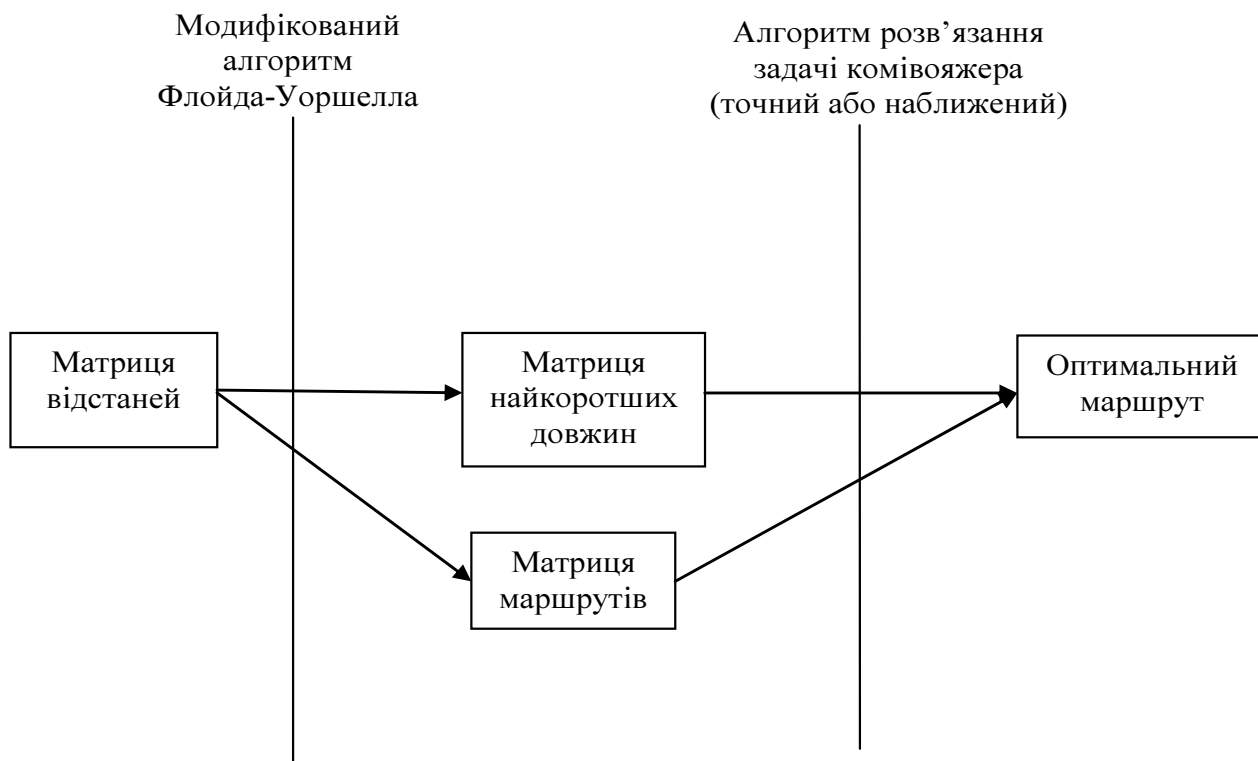 Модифікований
алгоритм
Флойда-Уоршелла
Алгоритм розв’язання
задачі комівояжера
(точний або наближений)
Матриця
відстаней
Матриця
найкоротших
довжин
Оптимальний
маршрут
Матриця
маршрутів